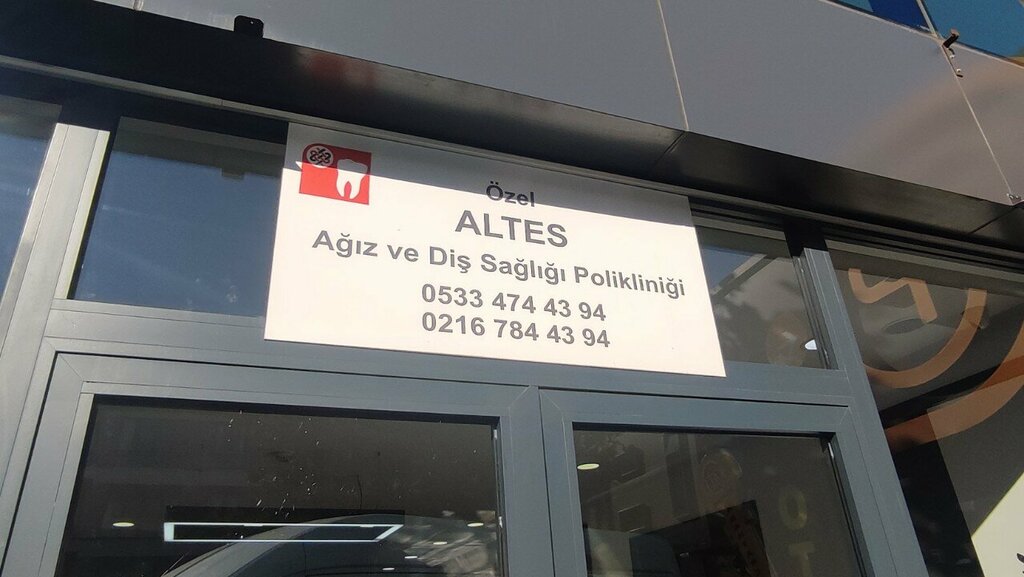 Özel
ALTES
Ağız ve Diş Sağlığı Polikliniği
0533 474 43 94
0216 784 43 94